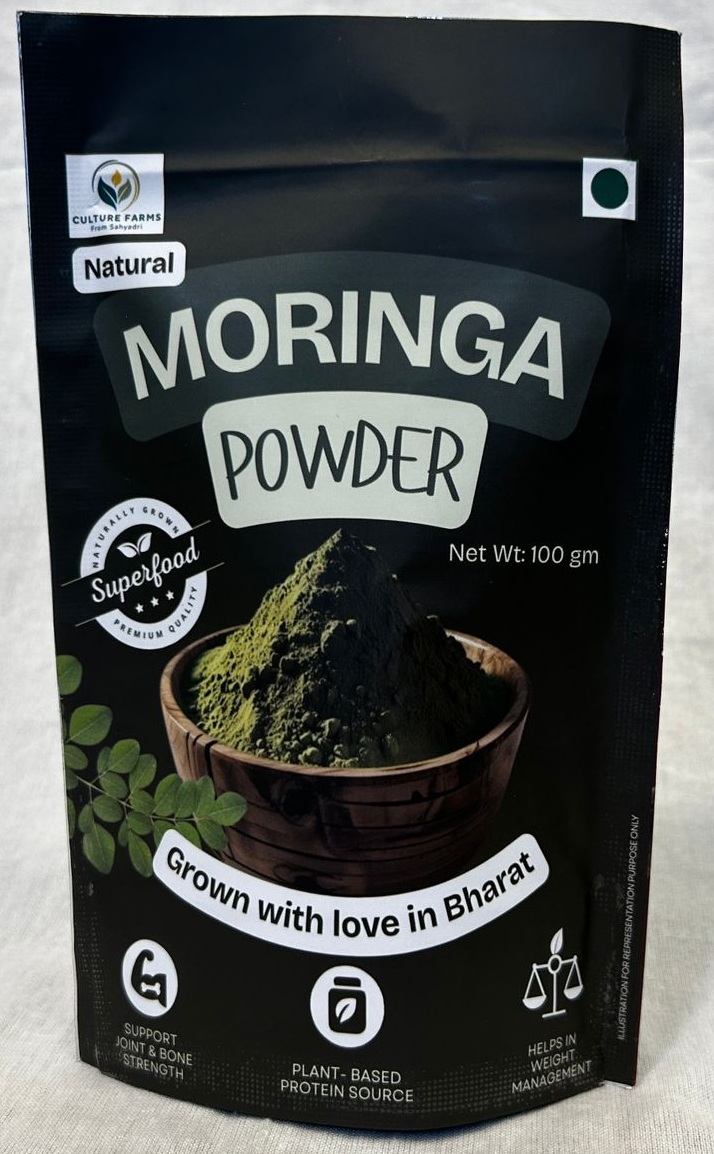 CULTURE FARMS
From Sahyadri
Natural
MORINGA
POWDER
NATURALLY GROWN
Superfood
PREMIUM QUALITY
Net Wt: 100 gm
Grown with love in Bharat
SUPPORT
JOINT & BONE
STRENGTH
PLANT- BASED
PROTEIN SOURCE
HELPS IN
WEIGHT
MANAGEMENT
ILLUSTRATION FOR REPRESENTATION PURPOSE ONLY